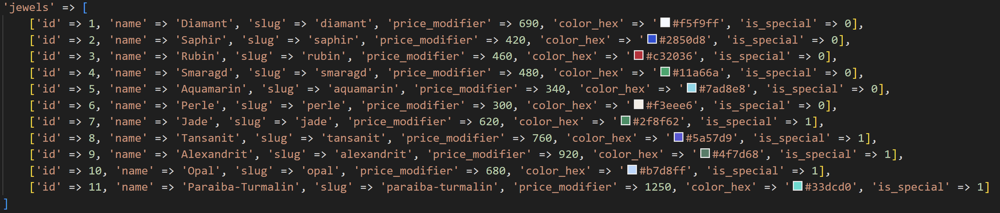 'jewels' => [
['id' => 1, 'name' => 'Diamant', 'slug' => 'diamant', 'price_modifier' => 690, 'color_hex' => '#f5f9ff', 'is_special' => 0],
['id' => 2, 'name' => 'Saphir', 'slug' => 'saphir', 'price_modifier' => 420, 'color_hex' => '#2850d8', 'is_special' => 0],
['id' => 3, 'name' => 'Rubin', 'slug' => 'rubin', 'price_modifier' => 460, 'color_hex' => '#c32036', 'is_special' => 0],
['id' => 4, 'name' => 'Smaragd', 'slug' => 'smaragd', 'price_modifier' => 480, 'color_hex' => '#11a66a', 'is_special' => 0],
['id' => 5, 'name' => 'Aquamarin', 'slug' => 'aquamarin', 'price_modifier' => 340, 'color_hex' => '#7ad8e8', 'is_special' => 0],
['id' => 6, 'name' => 'Perle', 'slug' => 'perle', 'price_modifier' => 300, 'color_hex' => '#f3eee6', 'is_special' => 0],
['id' => 7, 'name' => 'Jade', 'slug' => 'jade', 'price_modifier' => 620, 'color_hex' => '#2f8f62', 'is_special' => 1],
['id' => 8, 'name' => 'Tansanit', 'slug' => 'tansanit', 'price_modifier' => 760, 'color_hex' => '#5a57d9', 'is_special' => 1],
['id' => 9, 'name' => 'Alexandrit', 'slug' => 'alexandrit', 'price_modifier' => 920, 'color_hex' => '#4f7d68', 'is_special' => 1],
['id' => 10, 'name' => 'Opal', 'slug' => 'opal', 'price_modifier' => 680, 'color_hex' => '#b7d8ff', 'is_special' => 1],
['id' => 11, 'name' => 'Paraiba-Turmalin', 'slug' => 'paraiba-turmalin', 'price_modifier' => 1250, 'color_hex' => '#33dcd0', 'is_special' => 1]
]